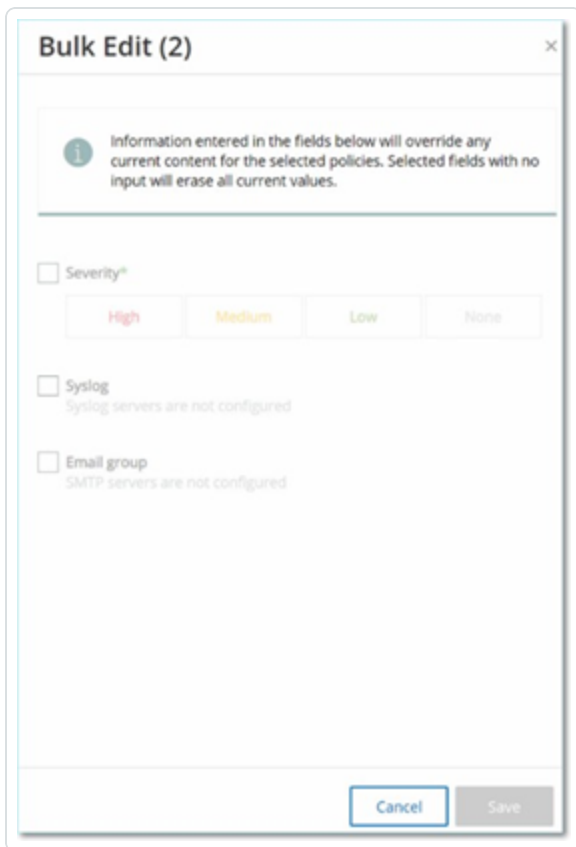 Bulk Edit (2)
Information entered in the fields below will override any
current content for the selected policies. Selected fields with no
input will erase all current values.
Severity*
High Medium Low None
Syslog
Syslog servers are not configured
Email group
SMTP servers are not configured
Cancel Save